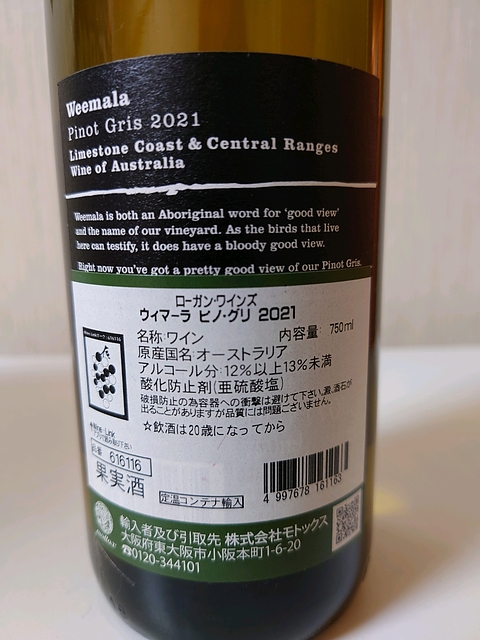 Weemala
Pinot Gris 2021
Limestone Coast & Central Ranges
Wine of Australia
Weemala is both an Aboriginal word for 'good view'
and the name of our vineyard. As the birds that live
here can testify, it does have a bloody good view.
Right now you've got a pretty good view of our Pinot Gris.
ローガン・ワインズ
ウィマーラ ピノ・グリ 2021
名称:ワイン 内容量: 750ml
原産国名:オーストラリア
アルコール分:12%以上13%未満
酸化防止剤(亜硫酸塩)
破損防止の為容器への衝撃は避けて下さい。澱、酒石が
出ることがありますが品質には問題ございません。
☆飲酒は20歳になってから
品番 616116
果実酒
定温コンテナ輸入
4 997678 161163
輸入者及び引取先 株式会社モトックス
大阪府東大阪市小阪本町1-6-20
☎0120-344101